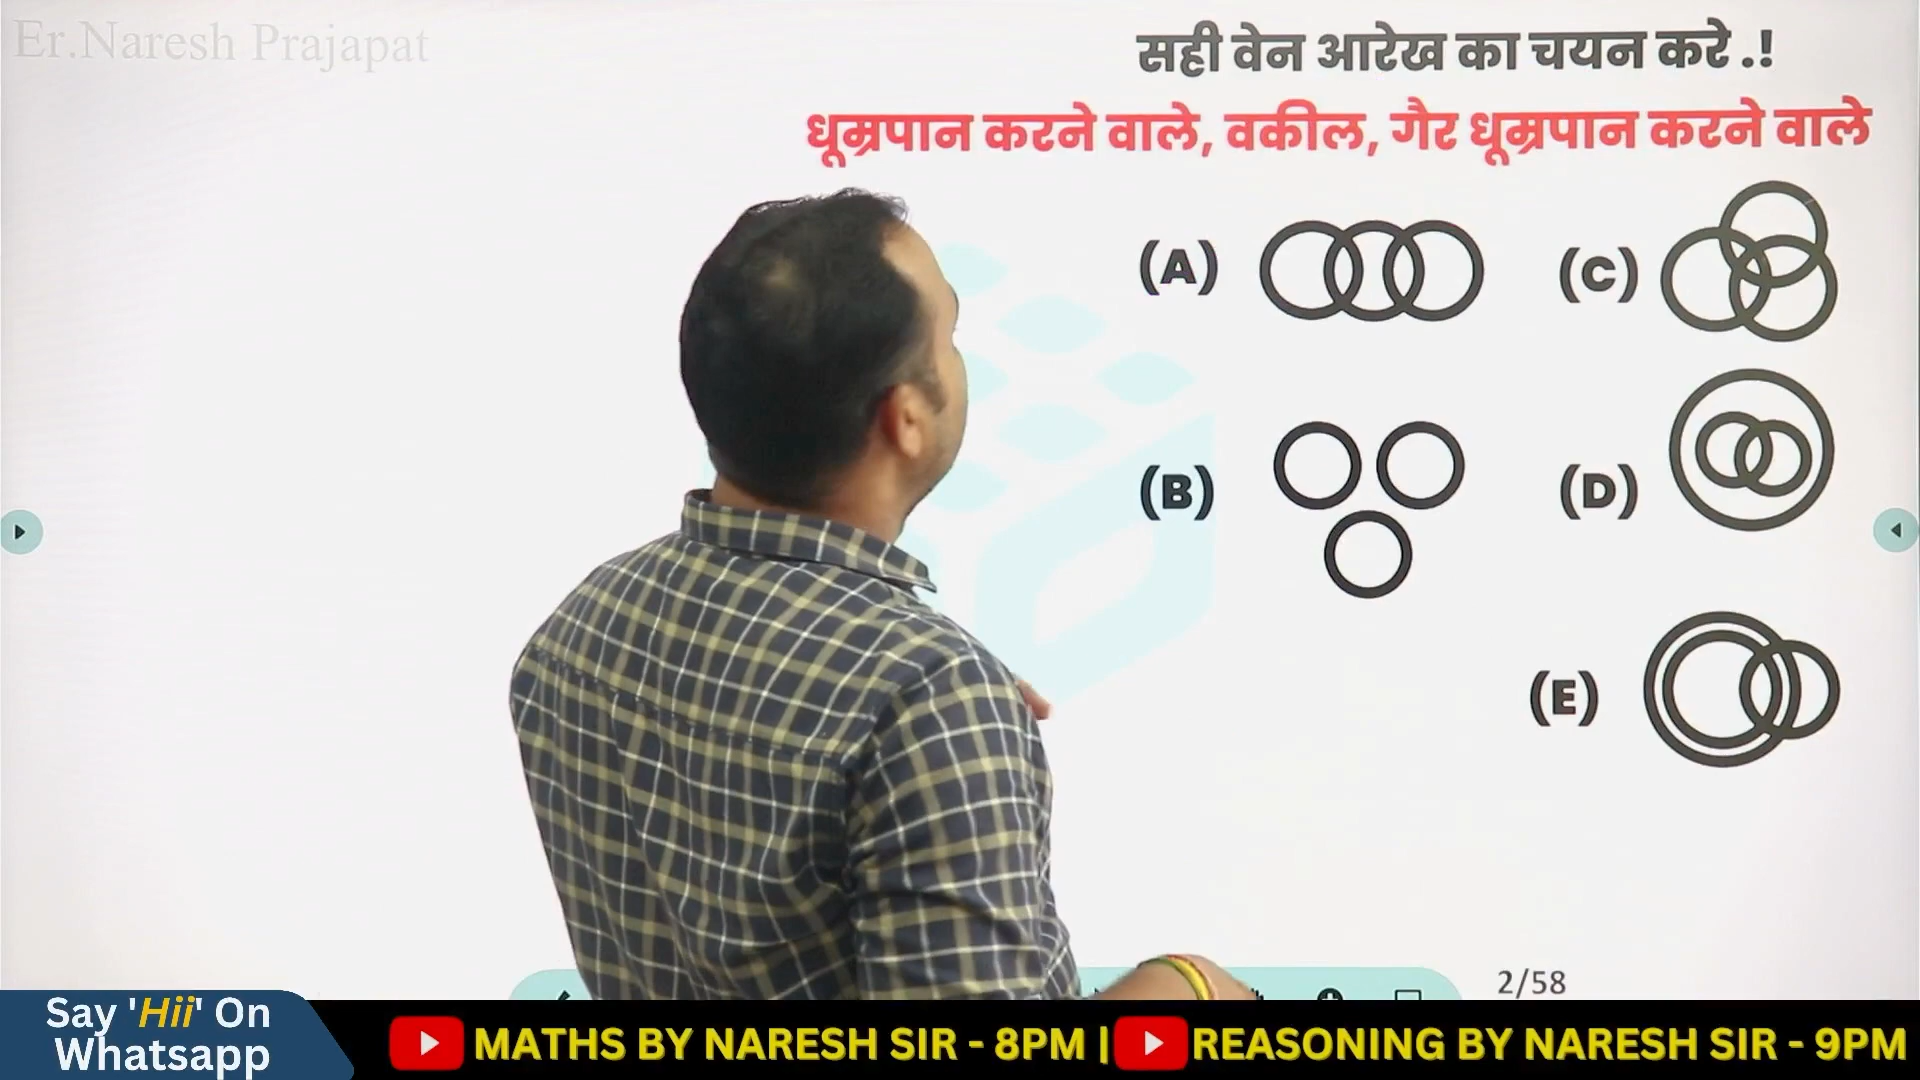 Er.Naresh Prajapat
सही वेन आरेख का चयन करे .!
धूम्रपान करने वाले, वकील, गैर धूम्रपान करने वाले
(A)
(C)
(B)
(D)
(E)
2/58
Say 'Hii' On
Whatsapp
MATHS BY NARESH SIR - 8PM | REASONING BY NARESH SIR - 9PM